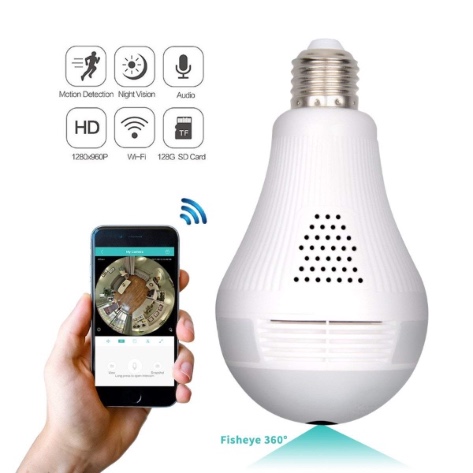 Motion Detection
Night Vision
Audio
HD
TF
1280x960P
Wi-Fi
128G SD Card
Fisheye 360°